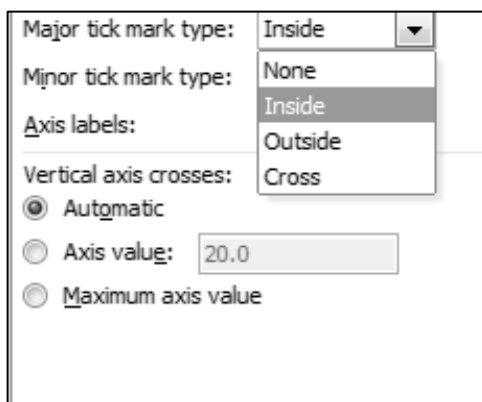 Major tick mark type: Inside
Minor tick mark type: None
Inside
Axis labels:
Outside
Vertical axis crosses: Cross
Automatic
Axis value: 20.0
Maximum axis value